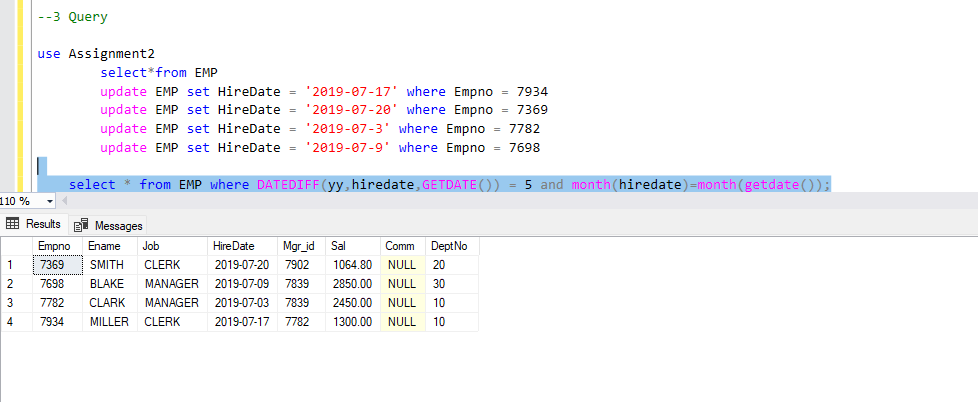 --3 Query
use Assignment2
select*from EMP
update EMP set HireDate = '2019-07-17' where Empno = 7934
update EMP set HireDate = '2019-07-20' where Empno = 7369
update EMP set HireDate = '2019-07-3' where Empno = 7782
update EMP set HireDate = '2019-07-9' where Empno = 7698
select * from EMP where DATEDIFF(yy,hiredate,GETDATE()) = 5 and month(hiredate)=month(getdate());
110 %
Results Messages
Empno Ename Job HireDate Mgr_id Sal Comm DeptNo
1 7369 SMITH CLERK 2019-07-20 7902 1064.80 NULL 20
2 7698 BLAKE MANAGER 2019-07-09 7839 2850.00 NULL 30
3 7782 CLARK MANAGER 2019-07-03 7839 2450.00 NULL 10
4 7934 MILLER CLERK 2019-07-17 7782 1300.00 NULL 10